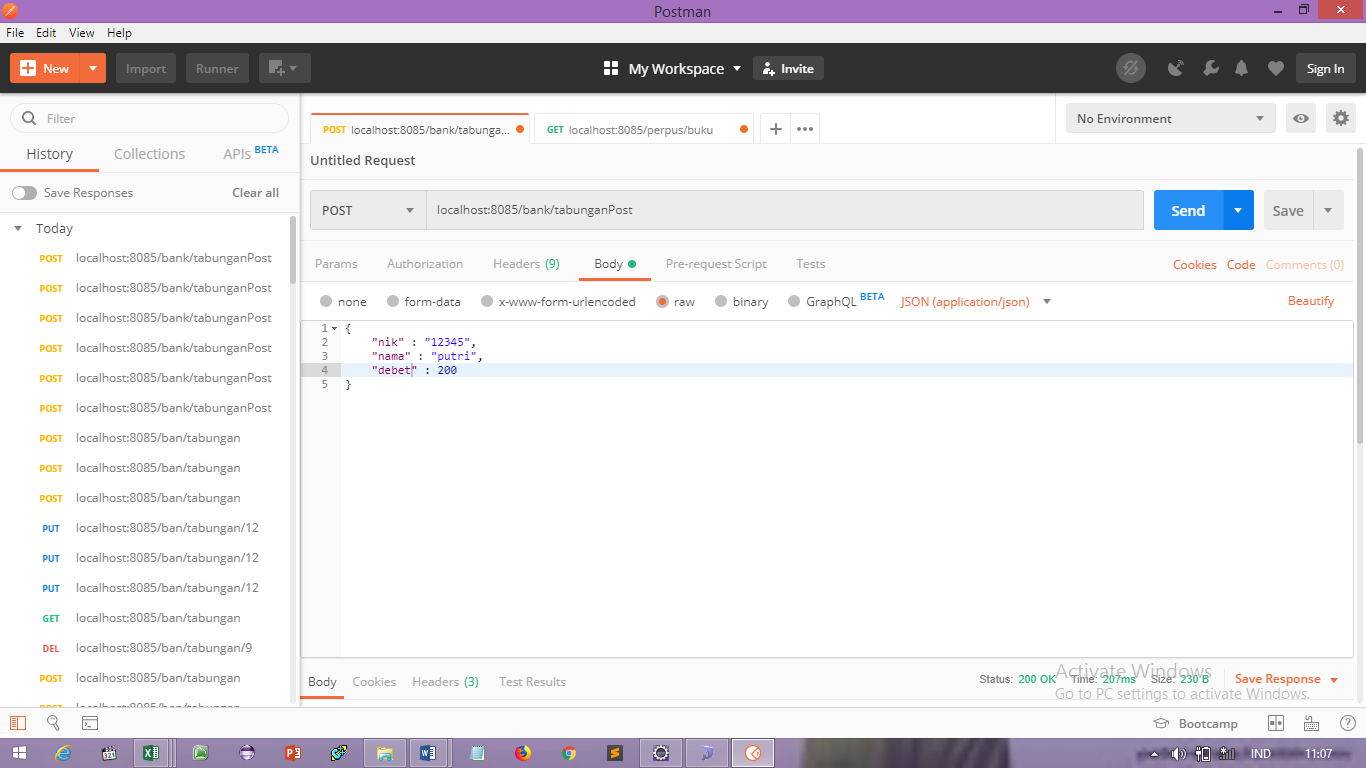 Postman
File Edit View Help
New Import Runner My Workspace Invite Sign In
Filter
History Collections APIs BETA
Save Responses Clear all
Today
POST localhost:8085/bank/tabunganPost
POST localhost:8085/bank/tabunganPost
POST localhost:8085/bank/tabunganPost
POST localhost:8085/bank/tabunganPost
POST localhost:8085/bank/tabunganPost
POST localhost:8085/bank/tabunganPost
POST localhost:8085/ban/tabungan
POST localhost:8085/ban/tabungan
POST localhost:8085/ban/tabungan
PUT localhost:8085/ban/tabungan/12
PUT localhost:8085/ban/tabungan/12
PUT localhost:8085/ban/tabungan/12
GET localhost:8085/ban/tabungan
DEL localhost:8085/ban/tabungan/9
POST localhost:8085/ban/tabungan
POST localhost:8085/bank/tabunga... GET localhost:8085/perpus/buku
No Environment
Untitled Request
POST localhost:8085/bank/tabunganPost Send Save
Params Authorization Headers (9) Body Pre-request Script Tests Cookies Code Comments (0)
none form-data x-www-form-urlencoded raw binary GraphQL BETA JSON (application/json) Beautify
1 {
2 "nik" : "12345",
3 "nama" : "putri",
4 "debet" : 200
5 }
Body Cookies Headers (3) Test Results Status: 200 OK Time: 207ms Size: 230 B Save Response
Activate Windows
Go to PC settings to activate Windows.
Bootcamp
IND 11:07